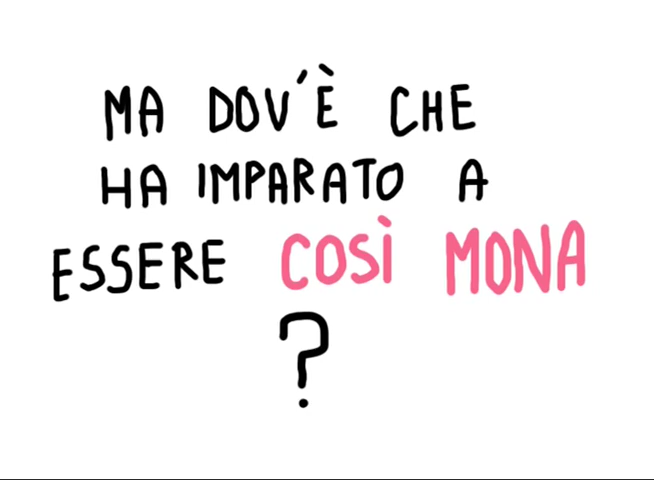 MA DOV'È CHE
HA IMPARATO A
ESSERE COSÌ MONA
?